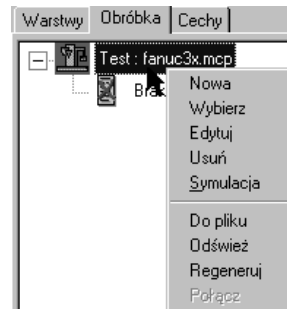 Warstwy Obróbka Cechy
Test : fanuc3x.mcp
Nowa
Wybierz
Edytuj
Usuń
Symulacja
Do pliku
Odśwież
Regeneruj
Połącz